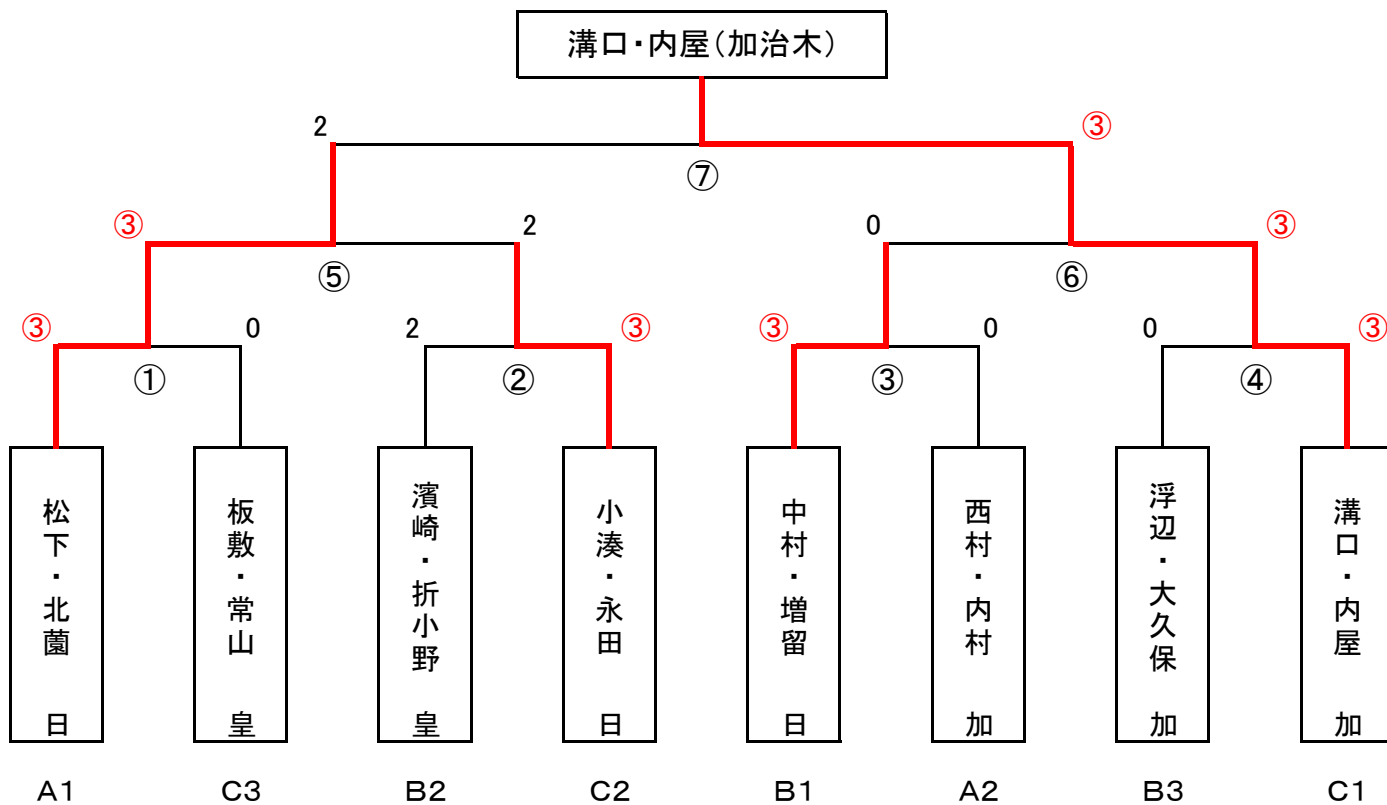 溝口・内屋(加治木)
2
③
⑦
③
2
0
③
⑤
⑥
③
0
2
③
③
0
0
③
①
②
③
④
松下・北薗 日
板敷・常山 皇
濱崎・折小野 皇
小湊・永田 日
中村・増留 日
西村・内村 加
浮辺・大久保 加
溝口・内屋 加
A1
C3
B2
C2
B1
A2
B3
C1